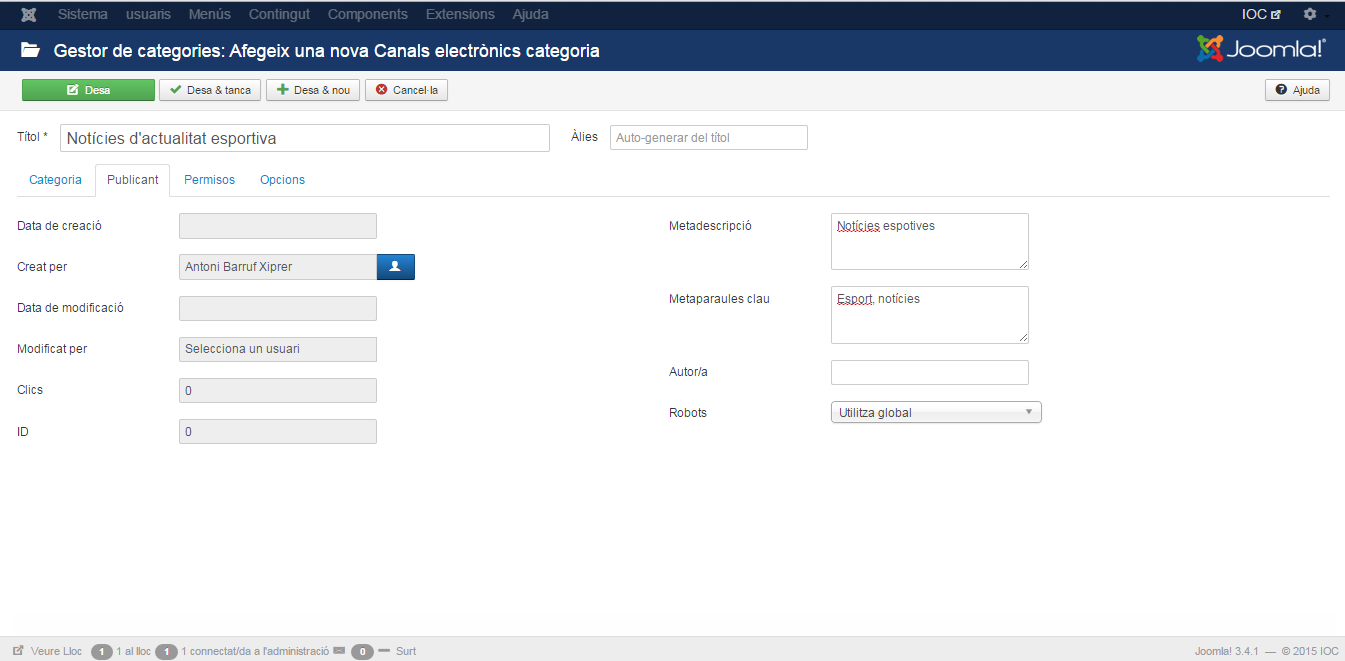 Sistema usuaris Menús Contingut Components Extensions Ajuda IOC
Gestor de categories: Afegeix una nova Canals electrònics categoria Joomla!®
Desa Desa & tanca Desa & nou Cancel·la Ajuda
Títol * Notícies d'actualitat esportiva Àlies Auto-generar del títol
Categoria Publicant Permisos Opcions
Data de creació Metadescripció Notícies espotives
Creat per Antoni Barruf Xiprer
Data de modificació Metaparaules clau Esport, notícies
Modificat per Selecciona un usuari
Clics 0 Autor/a
Robots Utilitza global
ID 0
Veure Lloc 1 1 al lloc 1 1 connectat/da a l'administració 0 Surt Joomla! 3.4.1 — © 2015 IOC